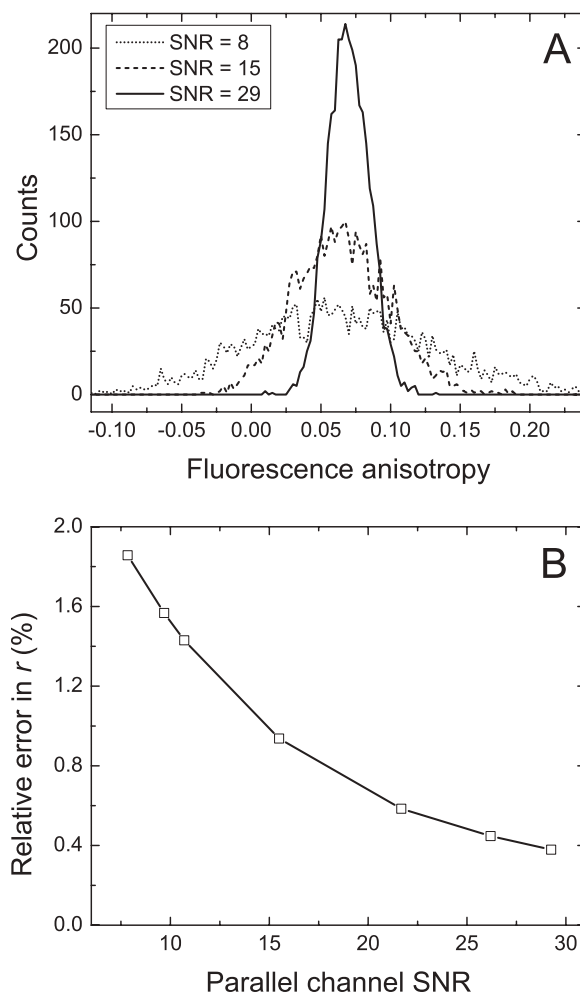 A
SNR = 8
SNR = 15
SNR = 29
200
150
100
50
0
Counts
-0.10 -0.05 0.00 0.05 0.10 0.15 0.20
Fluorescence anisotropy
B
2.0
1.6
1.2
0.8
0.4
0.0
Relative error in r (%)
10 15 20 25 30
Parallel channel SNR